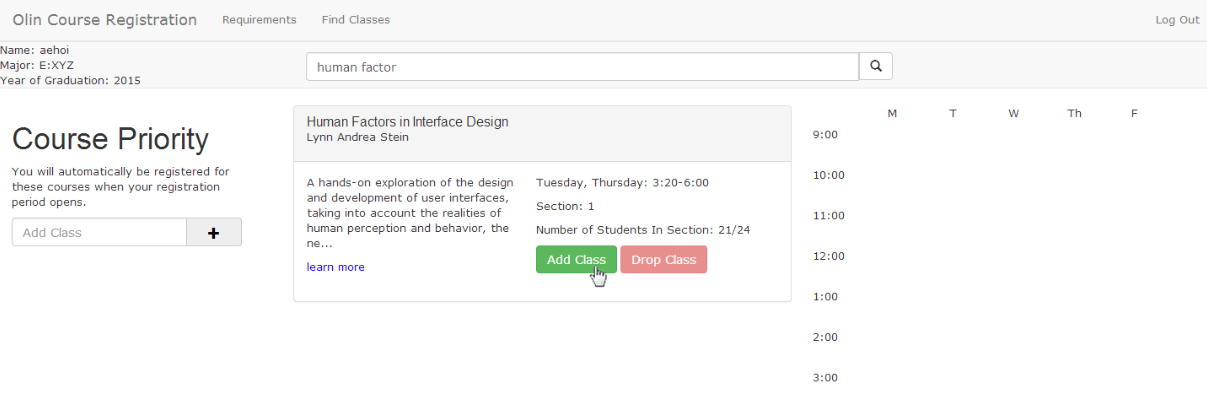 Olin Course Registration Requirements Find Classes Log Out
Name: aehoi
Major: E:XYZ
Year of Graduation: 2015
human factor
Course Priority
You will automatically be registered for
these courses when your registration
period opens.
Add Class
Human Factors in Interface Design
Lynn Andrea Stein
A hands-on exploration of the design
and development of user interfaces,
taking into account the realities of
human perception and behavior, the
ne...
learn more
Tuesday, Thursday: 3:20-6:00
Section: 1
Number of Students In Section: 21/24
Add Class Drop Class
M T W Th F
9:00
10:00
11:00
12:00
1:00
2:00
3:00